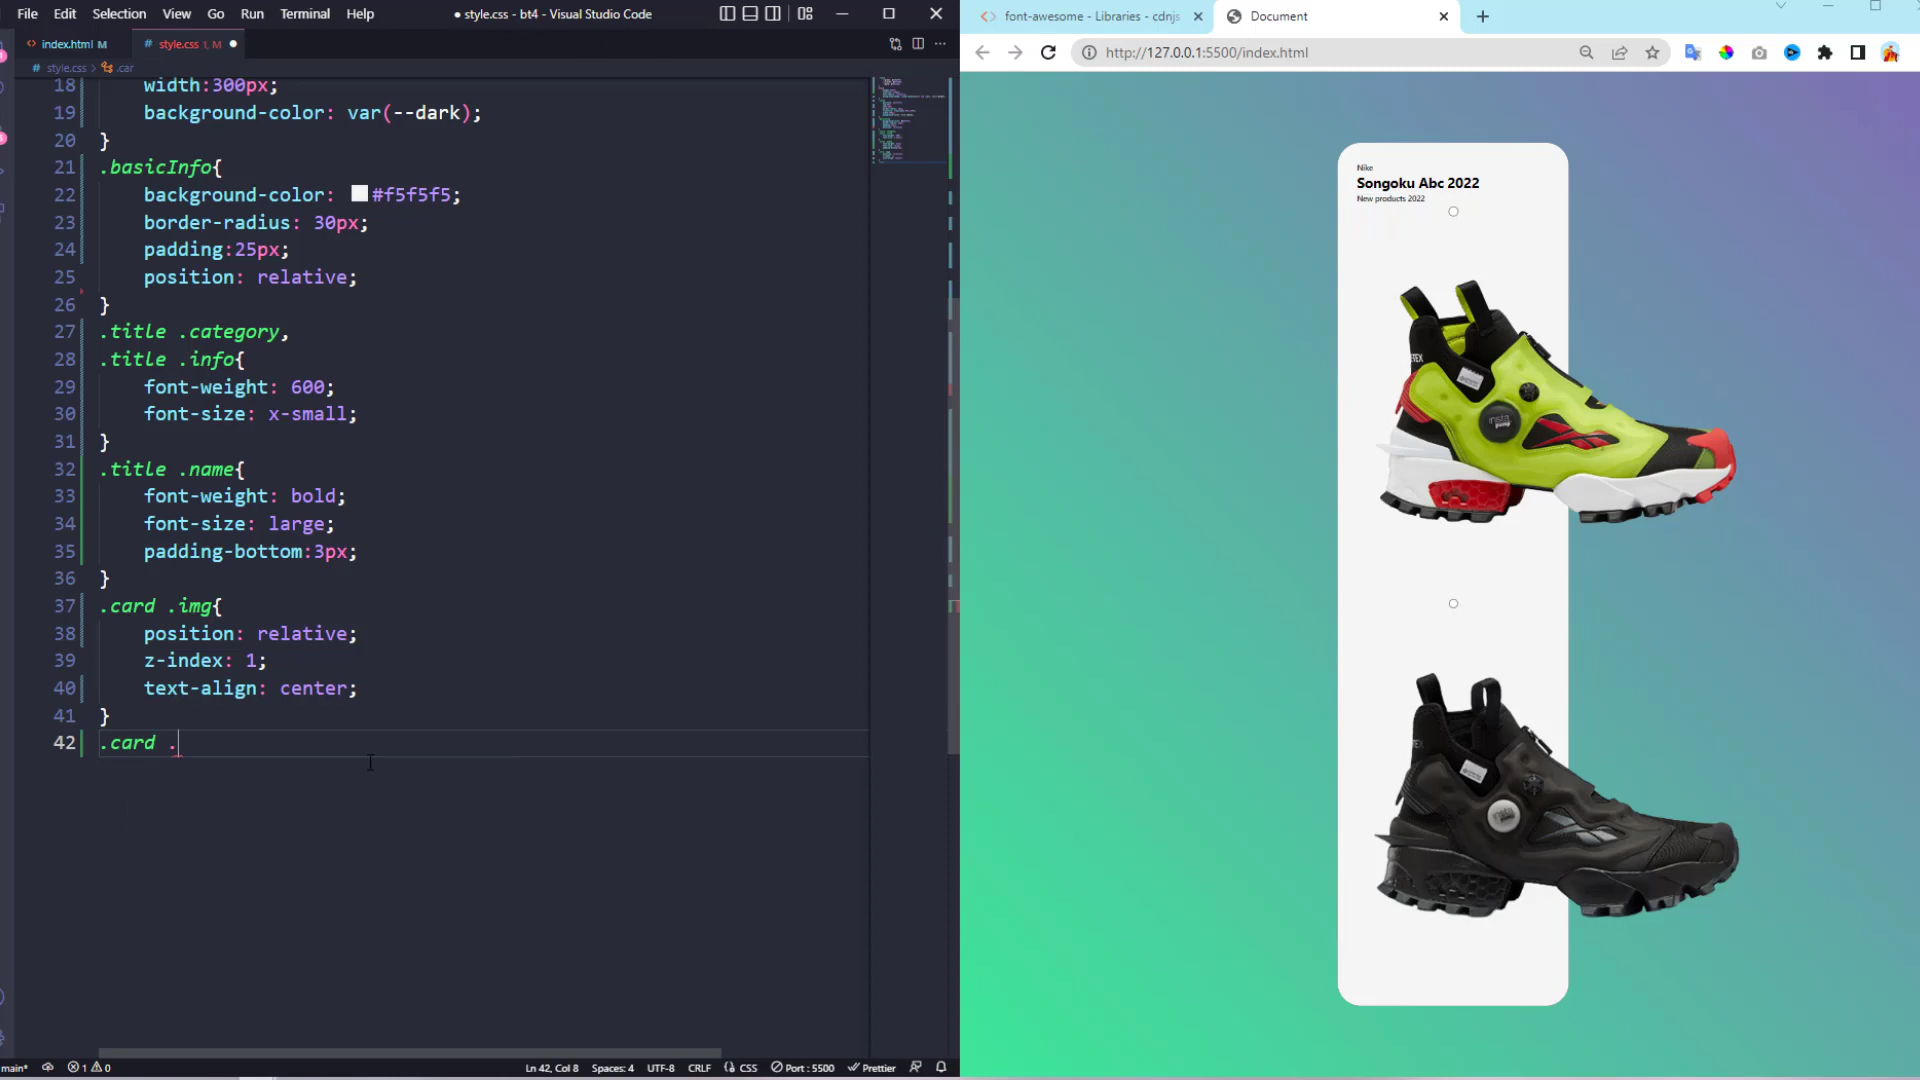 File Edit Selection View Go Run Terminal Help
● style.css - bt4 - Visual Studio Code
index.html M
style.css 1, M
style.css > .car
18 width:300px;
19 background-color: var(--dark);
20 }
21 .basicInfo{
22 background-color: #f5f5f5;
23 border-radius: 30px;
24 padding:25px;
25 position: relative;
26 }
27 .title .category,
28 .title .info{
29 font-weight: 600;
30 font-size: x-small;
31 }
32 .title .name{
33 font-weight: bold;
34 font-size: large;
35 padding-bottom:3px;
36 }
37 .card .img{
38 position: relative;
39 z-index: 1;
40 text-align: center;
41 }
42 .card .
main* 1 0
Ln 42, Col 8 Spaces: 4 UTF-8 CRLF CSS Port : 5500 Prettier
font-awesome - Libraries - cdnjs
Document
http://127.0.0.1:5500/index.html
Nike
Songoku Abc 2022
New products 2022
insta
pump